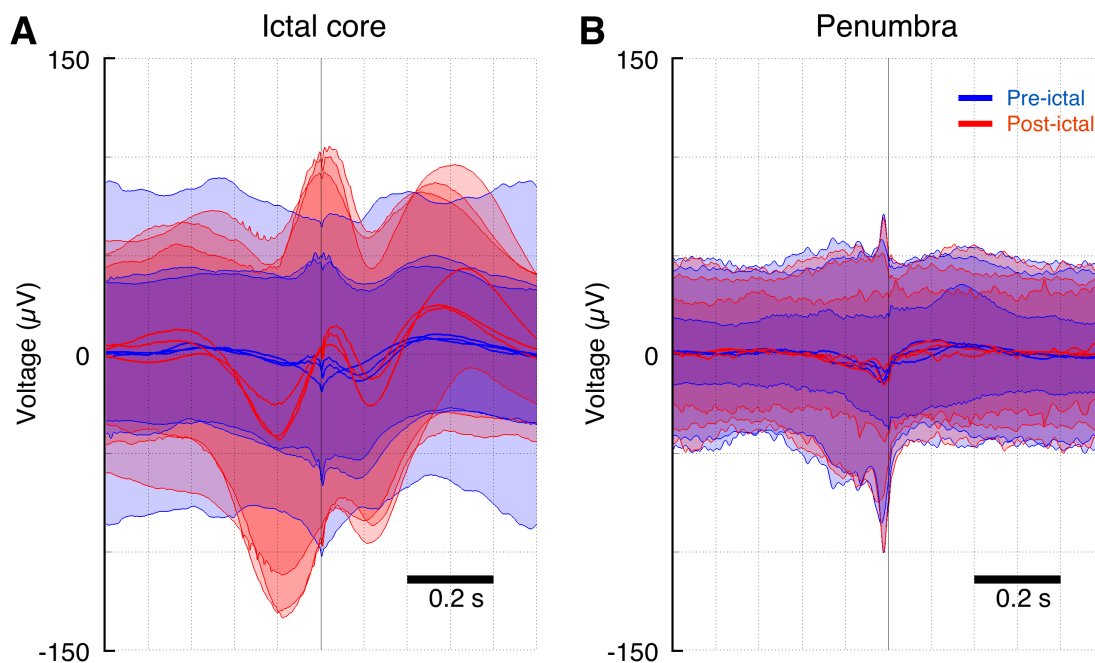 A
Ictal core
150
0
-150
Voltage (µV)
0.2 s
B
Penumbra
150
0
-150
Voltage (µV)
Pre-ictal
Post-ictal
0.2 s